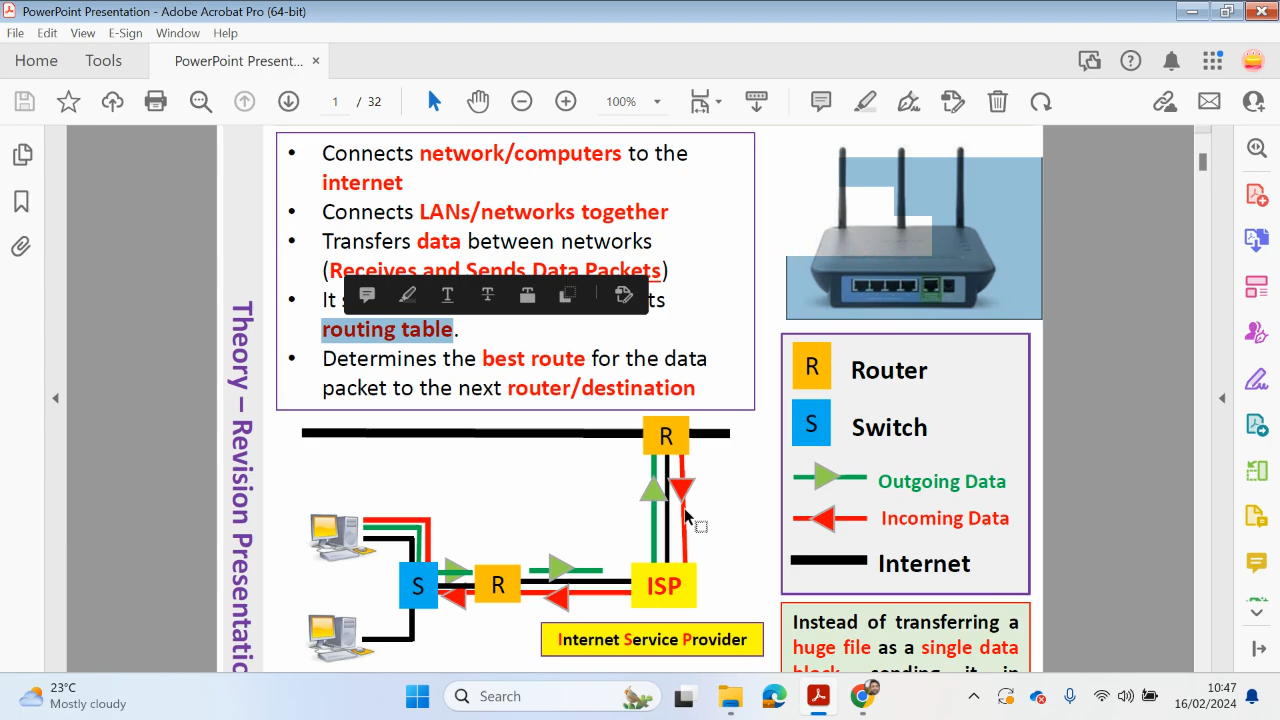 PowerPoint Presentation - Adobe Acrobat Pro (64-bit)
File Edit View E-Sign Window Help
Home Tools PowerPoint Present... ×
1 / 32 100%
• Connects network/computers to the
internet
• Connects LANs/networks together
• Transfers data between networks
(Receives and Sends Data Packets)
• It
routing table.
• Determines the best route for the data
packet to the next router/destination
Theory – Revision Presentatio
R
S
R
ISP
Internet Service Provider
R Router
S Switch
Outgoing Data
Incoming Data
Internet
Instead of transferring a
huge file as a single data
block, sending it in
23°C
Mostly cloudy
Search
10:47
16/02/2024